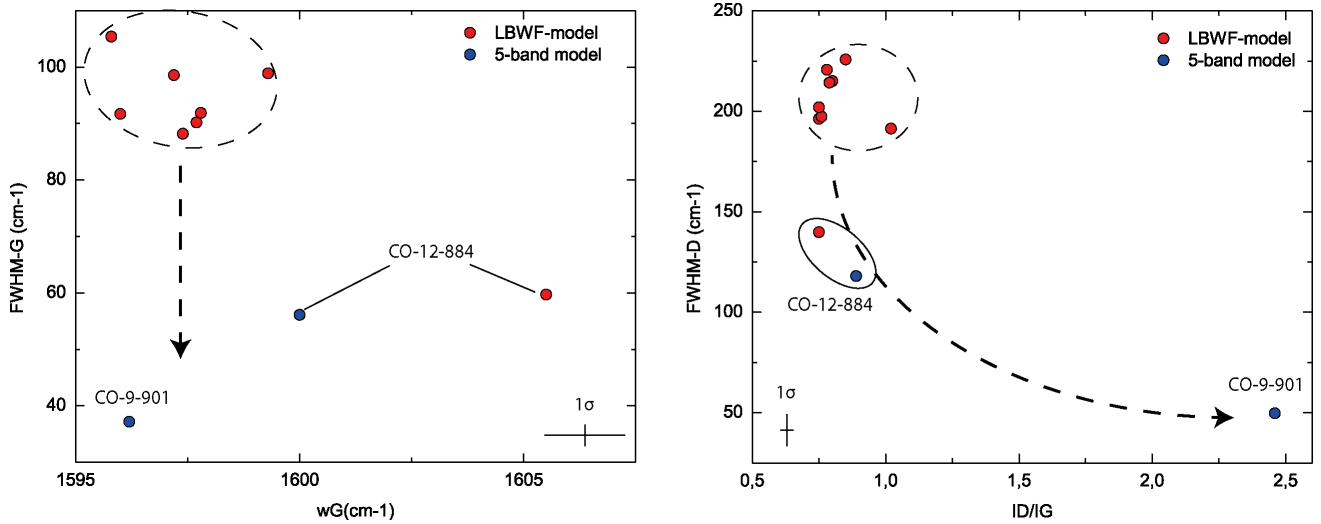 LBWF-model
5-band model
100
80
60
40
FWHM-G (cm-1)
CO-12-884
CO-9-901
1σ
1595
1600
1605
wG(cm-1)
LBWF-model
5-band model
250
200
150
100
50
FWHM-D (cm-1)
CO-12-884
CO-9-901
1σ
0,5
1,0
1,5
2,0
2,5
ID/IG